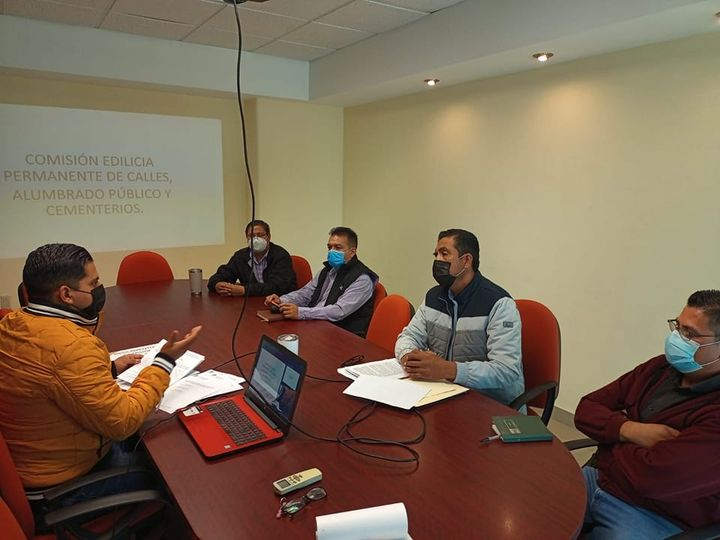 COMISIÓN EDILICIA
PERMANENTE DE CALLES,
ALUMBRADO PÚBLICO Y
CEMENTERIOS.